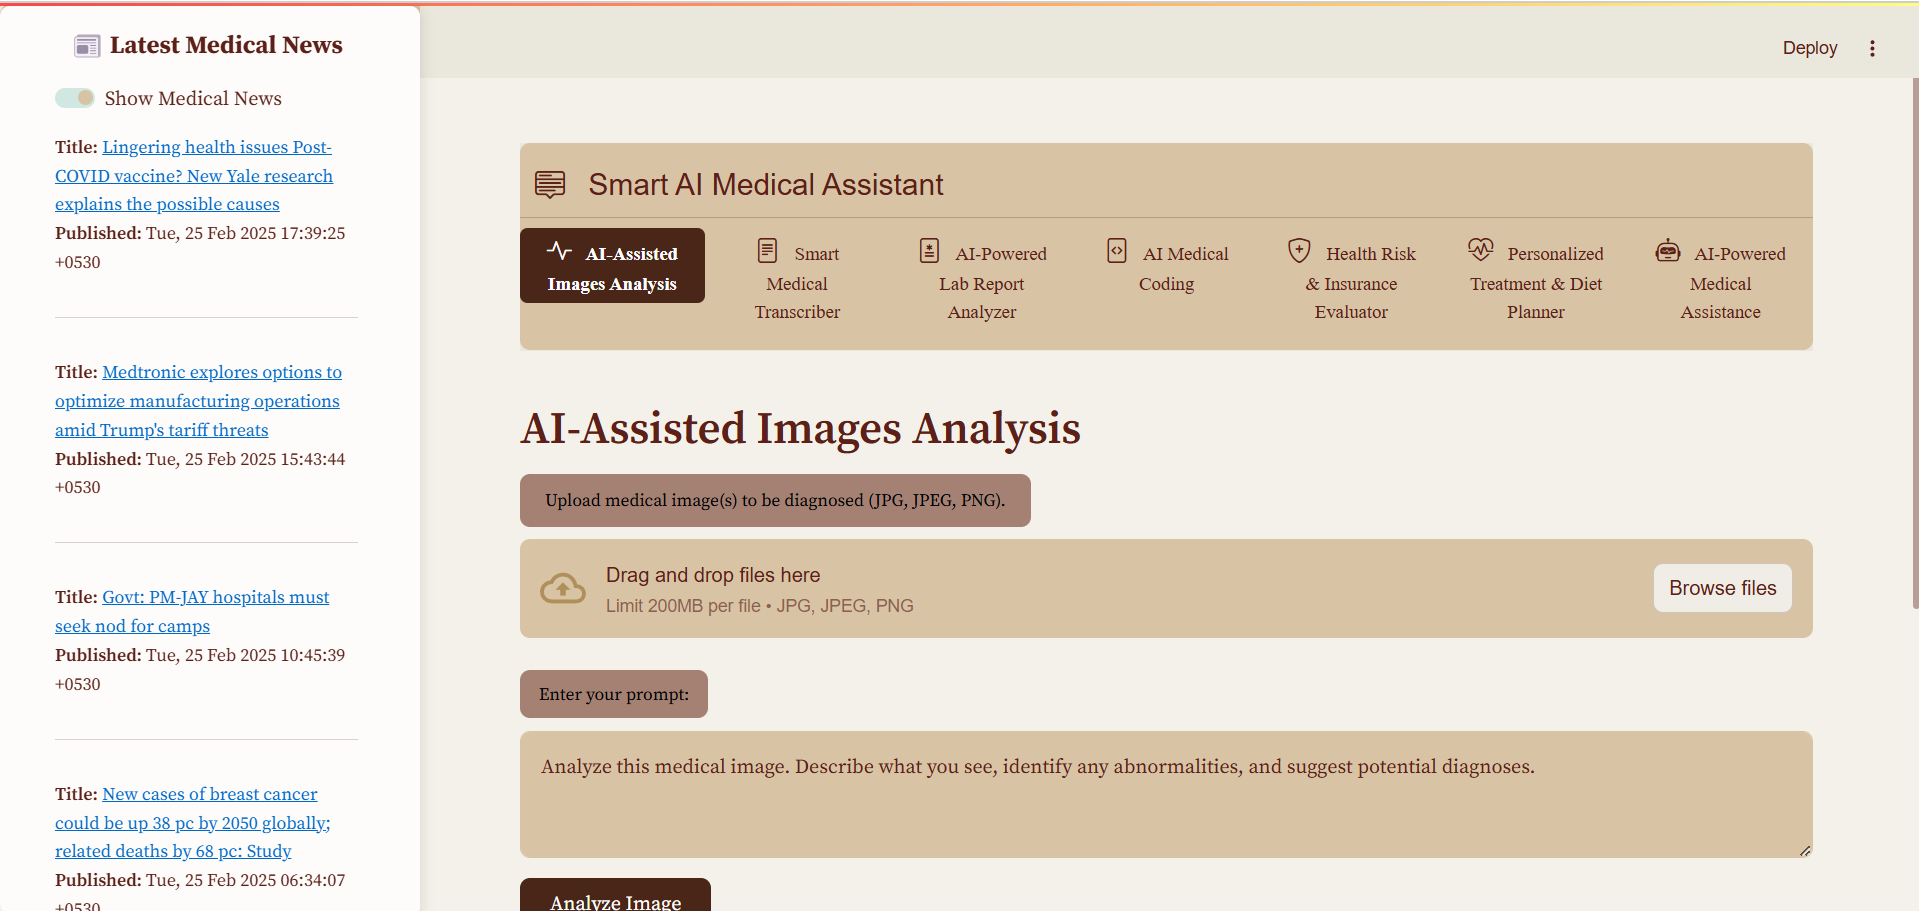 Latest Medical News
Show Medical News
Title: Lingering health issues Post-
COVID vaccine? New Yale research
explains the possible causes
Published: Tue, 25 Feb 2025 17:39:25
+0530
Title: Medtronic explores options to
optimize manufacturing operations
amid Trump's tariff threats
Published: Tue, 25 Feb 2025 15:43:44
+0530
Title: Govt: PM-JAY hospitals must
seek nod for camps
Published: Tue, 25 Feb 2025 10:45:39
+0530
Title: New cases of breast cancer
could be up 38 pc by 2050 globally;
related deaths by 68 pc: Study
Published: Tue, 25 Feb 2025 06:34:07
+0530
Deploy
Smart AI Medical Assistant
AI-Assisted
Images Analysis
Smart
Medical
Transcriber
AI-Powered
Lab Report
Analyzer
AI Medical
Coding
Health Risk
& Insurance
Evaluator
Personalized
Treatment & Diet
Planner
AI-Powered
Medical
Assistance
AI-Assisted Images Analysis
Upload medical image(s) to be diagnosed (JPG, JPEG, PNG).
Drag and drop files here
Limit 200MB per file • JPG, JPEG, PNG
Browse files
Enter your prompt:
Analyze this medical image. Describe what you see, identify any abnormalities, and suggest potential diagnoses.
Analyze Image